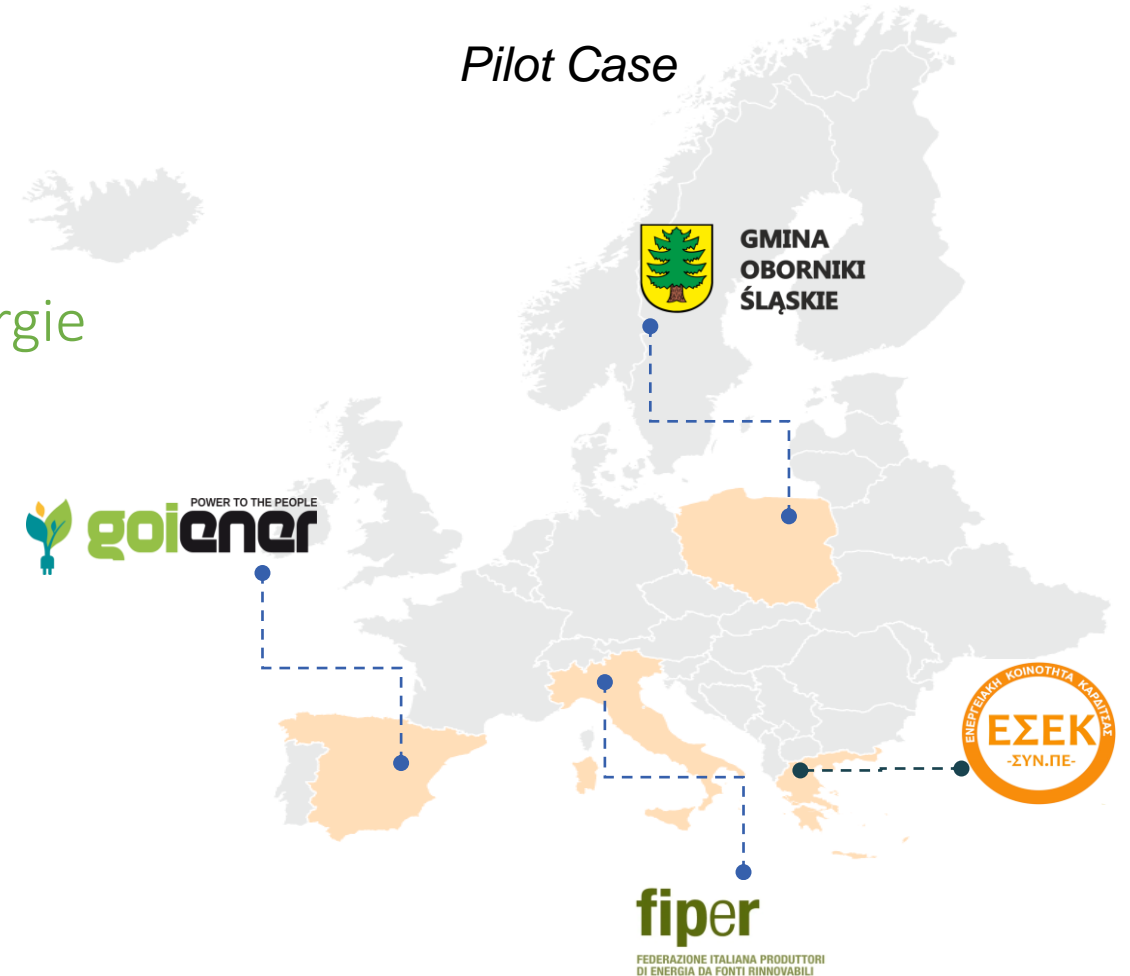 Pilot Case
GMINA
OBORNIKI
ŚLĄSKIE
rgie
POWER TO THE PEOPLE
goiener
ΕΝΕΡΓΕΙΑΚΗ ΚΟΙΝΟΤΗΤΑ ΚΑΡΔΙΤΣΑΣ
ΕΣΕΚ
-ΣΥΝ.ΠΕ-
fiper
FEDERAZIONE ITALIANA PRODUTTORI
DI ENERGIA DA FONTI RINNOVABILI